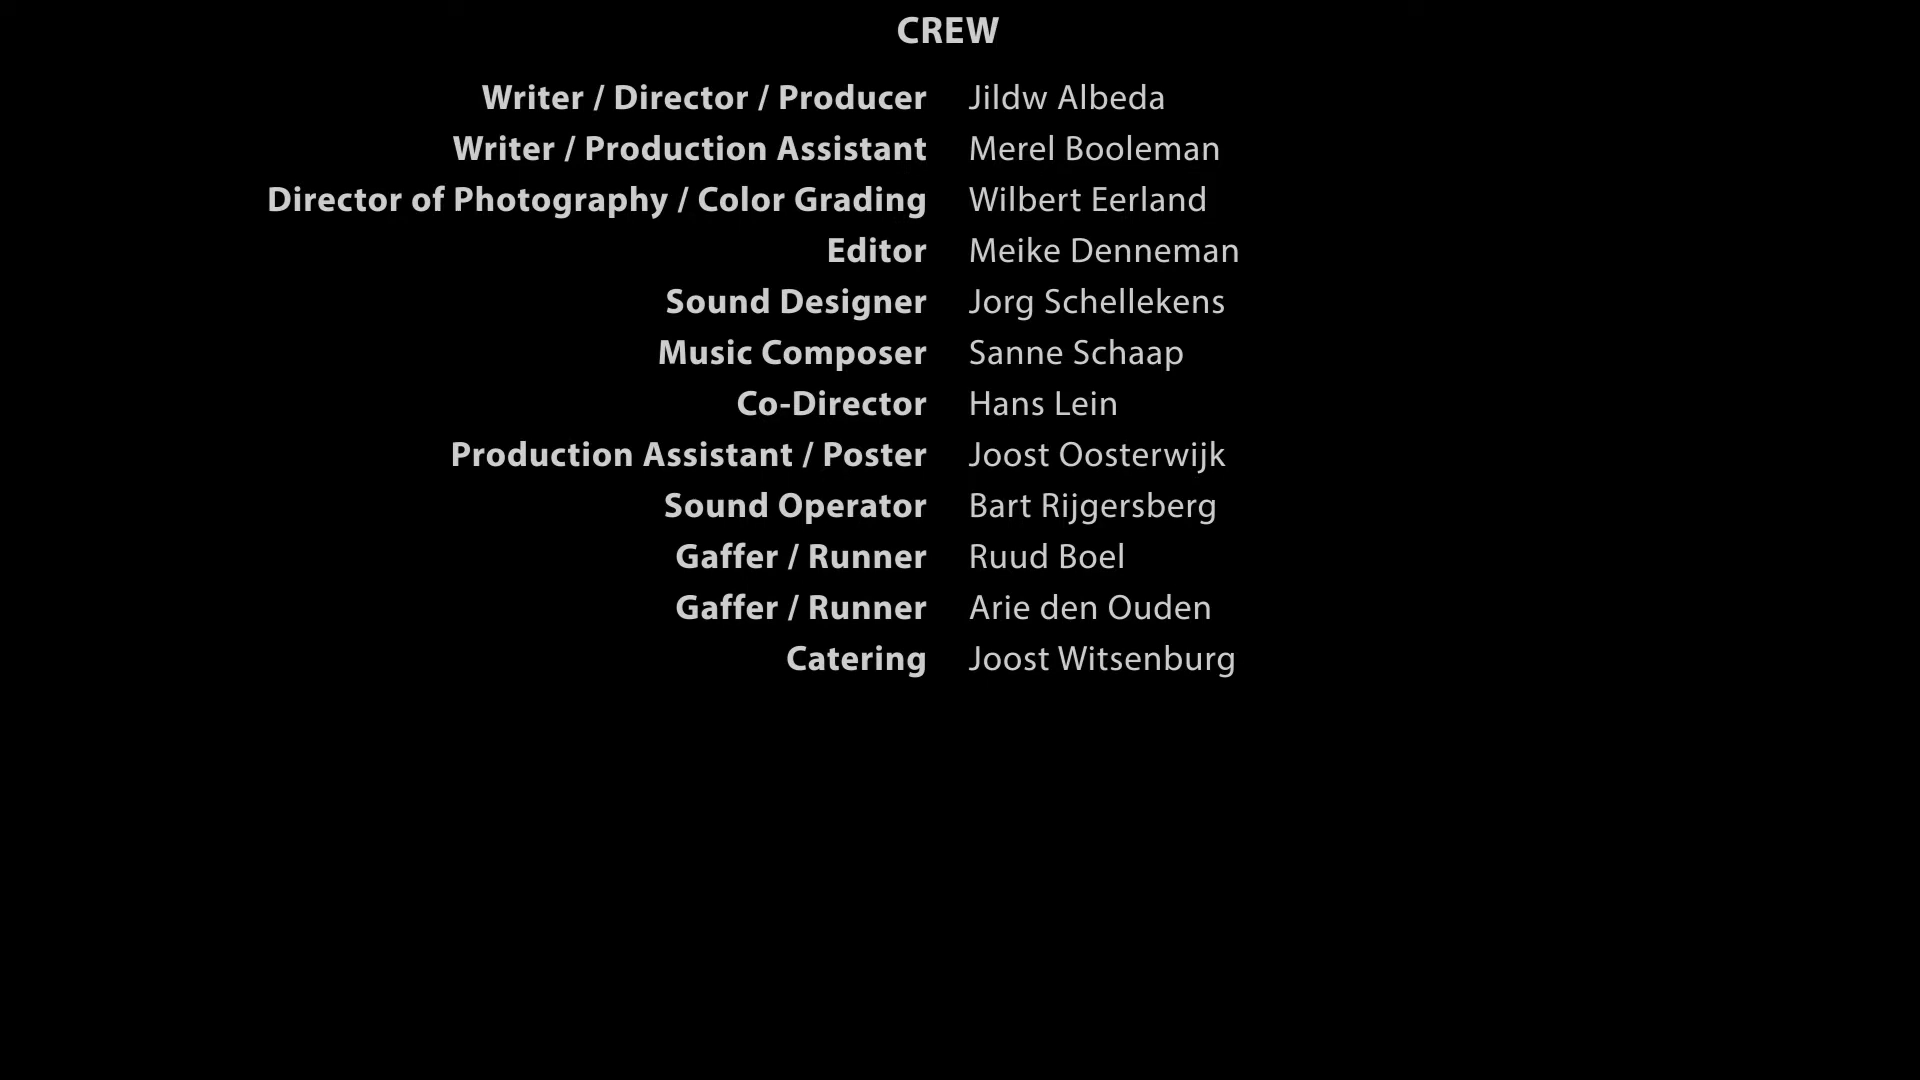 CREW
Writer / Director / Producer Jildw Albeda
Writer / Production Assistant Merel Booleman
Director of Photography / Color Grading Wilbert Eerland
Editor Meike Denneman
Sound Designer Jorg Schellekens
Music Composer Sanne Schaap
Co-Director Hans Lein
Production Assistant / Poster Joost Oosterwijk
Sound Operator Bart Rijgersberg
Gaffer / Runner Ruud Boel
Gaffer / Runner Arie den Ouden
Catering Joost Witsenburg